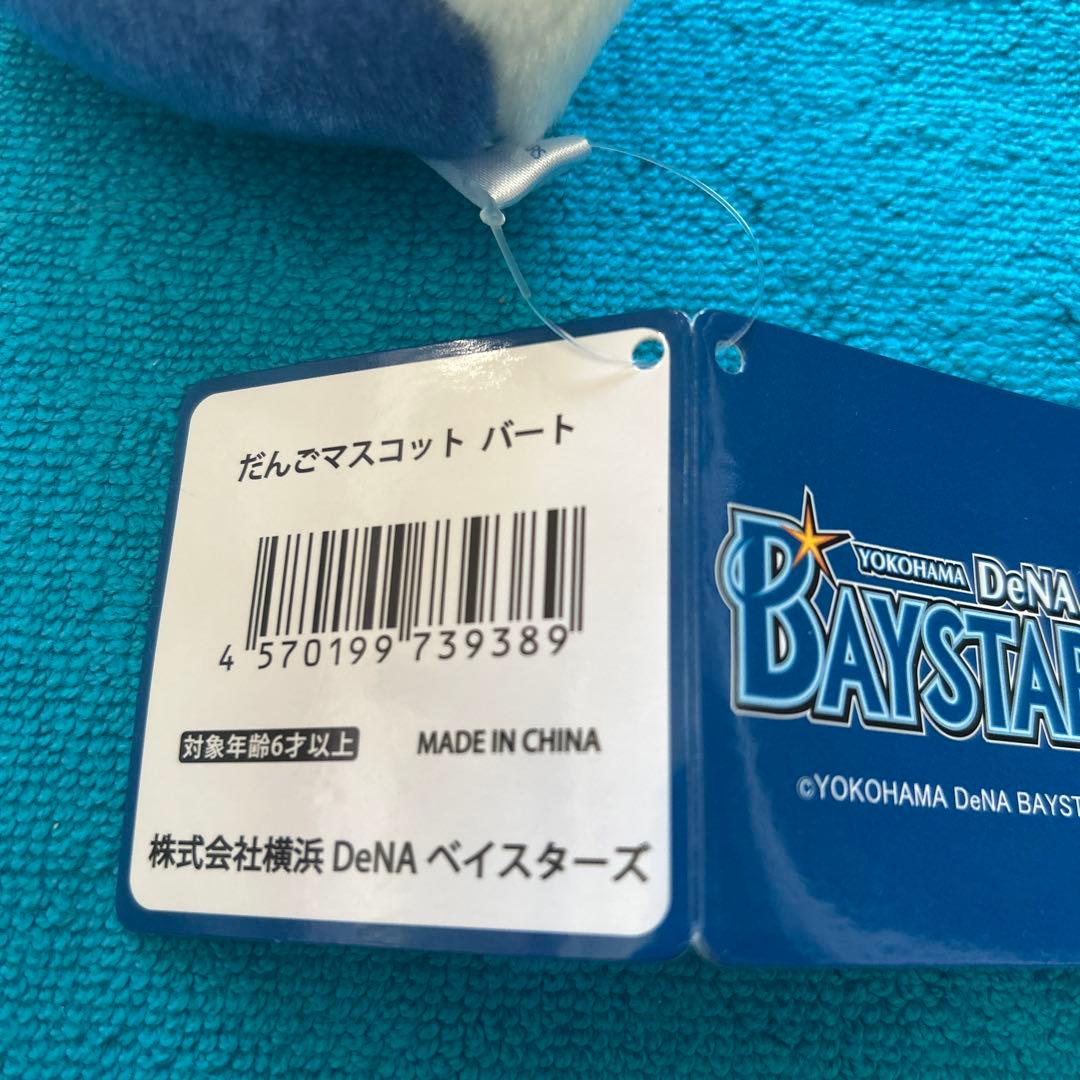 だんごマスコット バート
4 570199 739389
対象年齢6才以上
MADE IN CHINA
株式会社横浜 DeNA ベイスターズ
YOKOHAMA DeNA
BAYSTAR
©YOKOHAMA DeNA BAYST